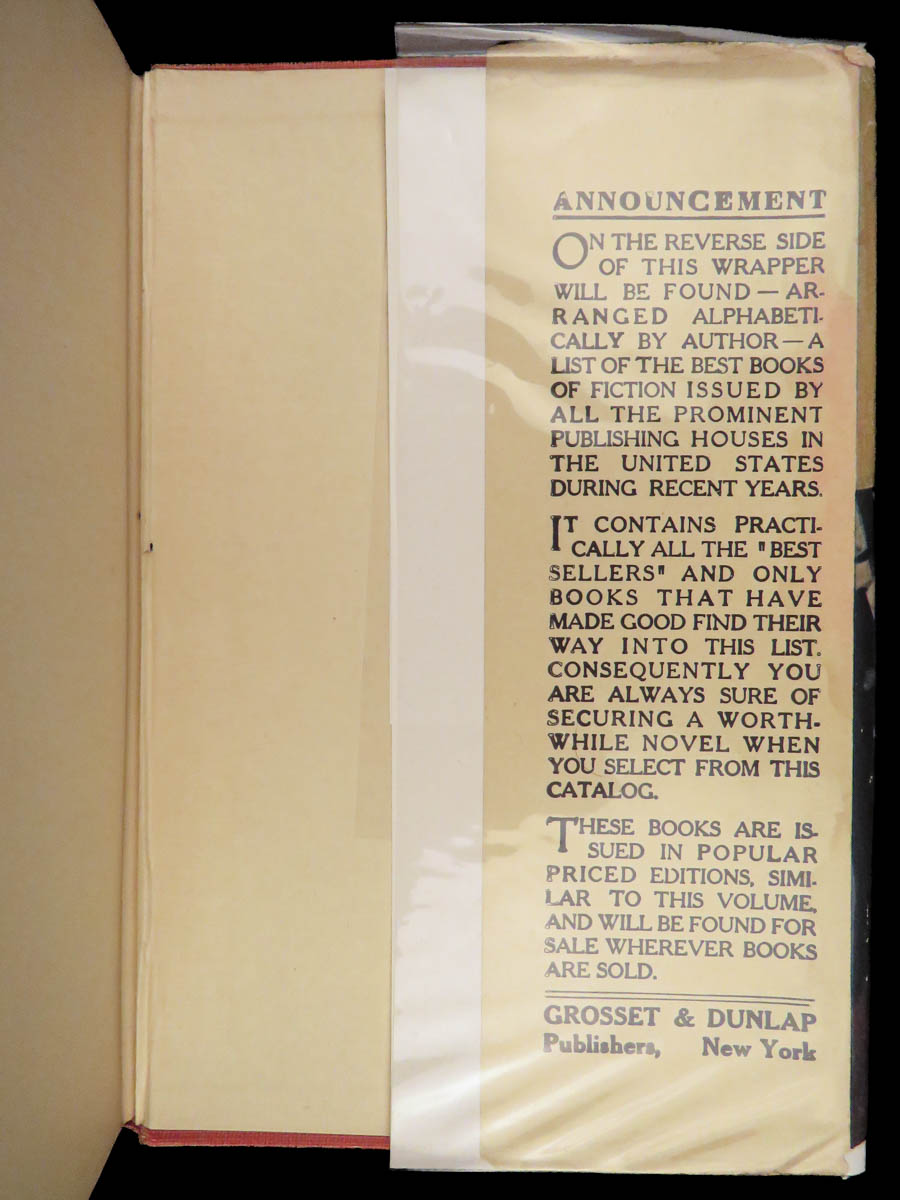 ANNOUNCEMENT
ON THE REVERSE SIDE
OF THIS WRAPPER
WILL BE FOUND — AR-
RANGED ALPHABETI-
CALLY BY AUTHOR — A
LIST OF THE BEST BOOKS
OF FICTION ISSUED BY
ALL THE PROMINENT
PUBLISHING HOUSES IN
THE UNITED STATES
DURING RECENT YEARS.
IT CONTAINS PRACTI-
CALLY ALL THE "BEST
SELLERS" AND ONLY
BOOKS THAT HAVE
MADE GOOD FIND THEIR
WAY INTO THIS LIST.
CONSEQUENTLY YOU
ARE ALWAYS SURE OF
SECURING A WORTH-
WHILE NOVEL WHEN
YOU SELECT FROM THIS
CATALOG.
THESE BOOKS ARE IS-
SUED IN POPULAR
PRICED EDITIONS, SIMI-
LAR TO THIS VOLUME,
AND WILL BE FOUND FOR
SALE WHEREVER BOOKS
ARE SOLD.
GROSSET & DUNLAP
Publishers, New York